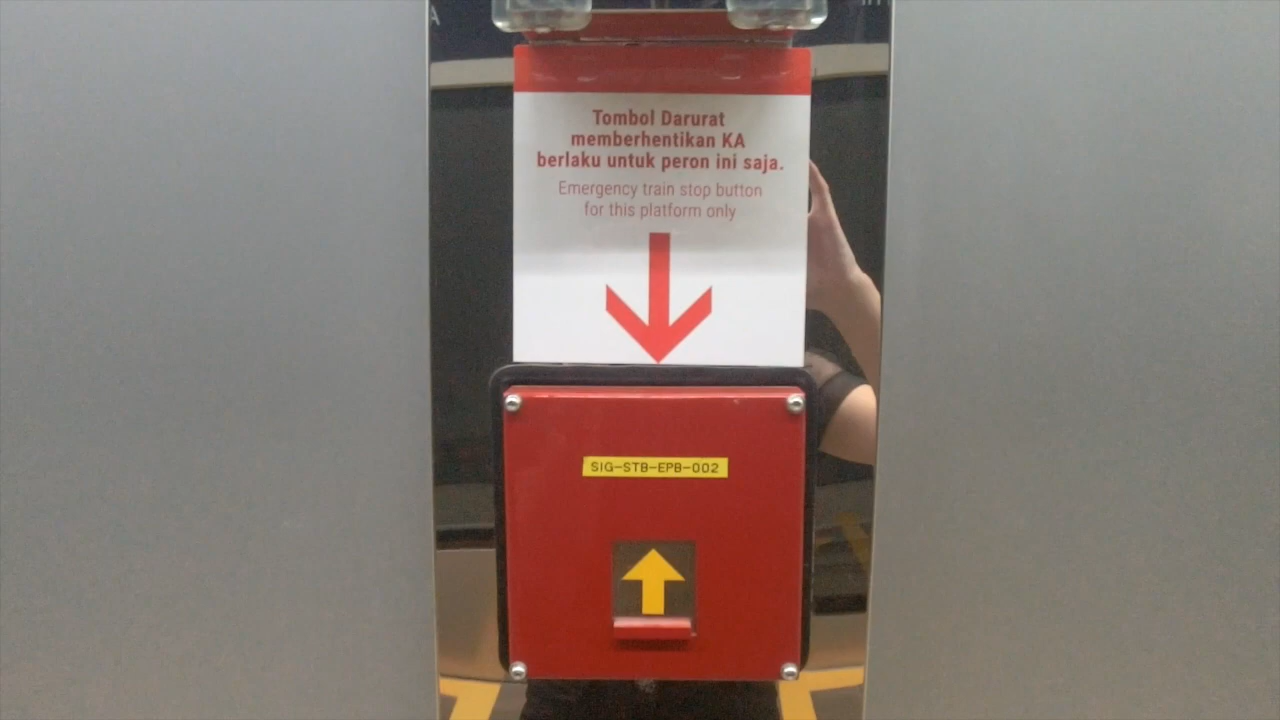 Tombol Darurat
memberhentikan KA
berlaku untuk peron ini saja.
Emergency train stop button
for this platform only
SIG-STB-EPB-002